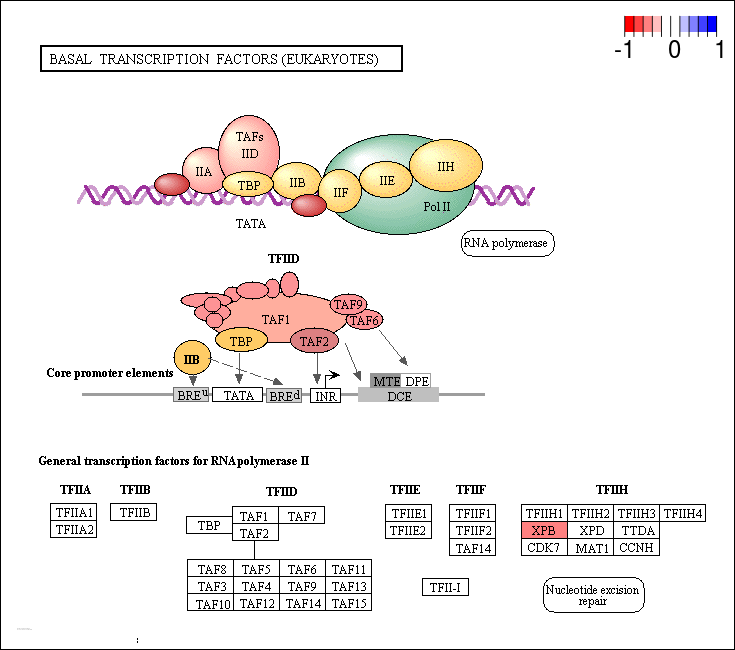 -1 0 1
BASAL TRANSCRIPTION FACTORS (EUKARYOTES)
TAFs
IID
IIA
TBP
IIB
IIF
IIE
IIH
Pol II
TATA
RNA polymerase
TFIID
TAF1
TAF9
TAF6
TBP
TAF2
IIB
Core promoter elements
MTE DPE
BREu TATA BREd INR DCE
General transcription factors for RNA polymerase II
TFIIA TFIIB TFIID TFIIE TFIIF TFIIH
TFIIA1
TFIIA2
TFIIB
TBP
TAF1 TAF7
TAF2
TAF8 TAF5 TAF6 TAF11
TAF3 TAF4 TAF9 TAF13
TAF10 TAF12 TAF14 TAF15
TFIIE1
TFIIE2
TFIIF1
TFIIF2
TAF14
TFII-I
TFIIH1 TFIIH2 TFIIH3 TFIIH4
XPB XPD TTDA
CDK7 MAT1 CCNH
Nucleotide excision
repair